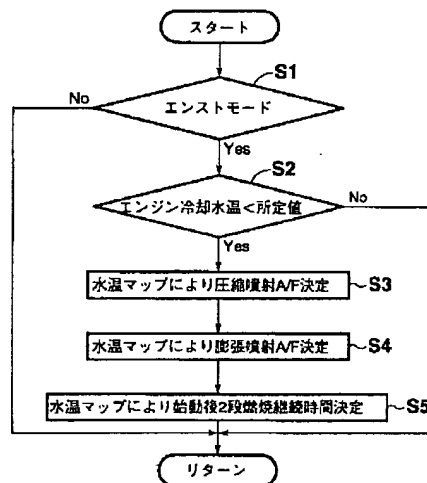 スタート
S1
No
エンストモード
Yes
S2
No
エンジン冷却水温<所定値
Yes
水温マップにより圧縮噴射A/F決定
S3
水温マップにより膨張噴射A/F決定
S4
水温マップにより始動後2段燃焼継続時間決定
S5
リターン